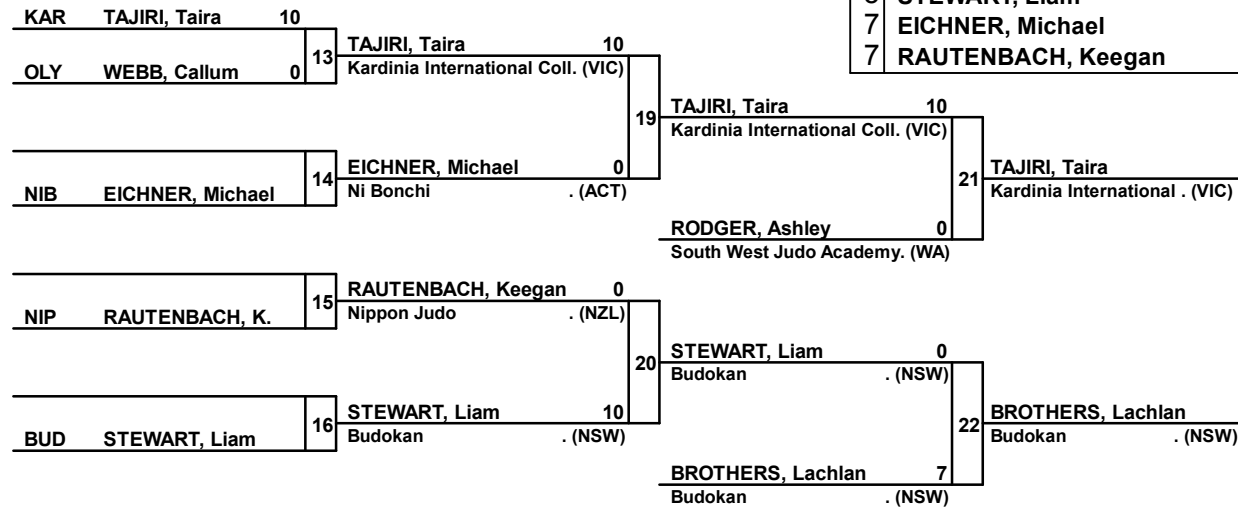 STEWART, Liam
7 EICHNER, Michael
7 RAUTENBACH, Keegan
KAR TAJIRI, Taira 10
13
OLY WEBB, Callum 0
TAJIRI, Taira 10
Kardinia International Coll. (VIC)
19
14
NIB EICHNER, Michael
EICHNER, Michael 0
Ni Bonchi . (ACT)
TAJIRI, Taira 10
Kardinia International Coll. (VIC)
21
RODGER, Ashley 0
South West Judo Academy. (WA)
TAJIRI, Taira
Kardinia International . (VIC)
15
NIP RAUTENBACH, K.
RAUTENBACH, Keegan 0
Nippon Judo . (NZL)
20
16
BUD STEWART, Liam
STEWART, Liam 10
Budokan . (NSW)
STEWART, Liam 0
Budokan . (NSW)
22
BROTHERS, Lachlan 7
Budokan . (NSW)
BROTHERS, Lachlan
Budokan . (NSW)